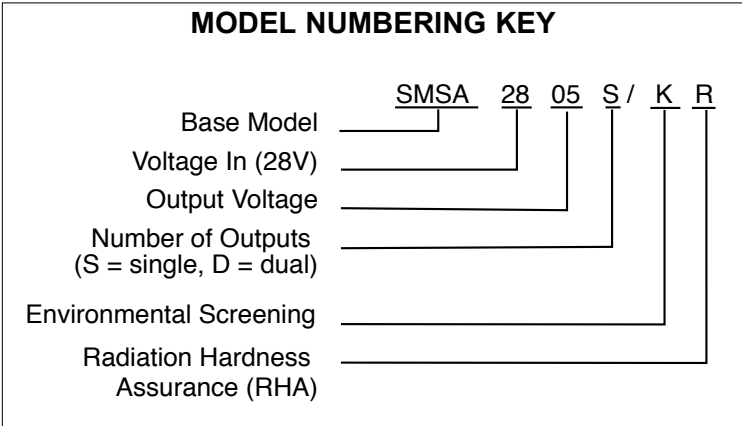 MODEL NUMBERING KEY
SMSA 28 05 S / K R
Base Model
Voltage In (28V)
Output Voltage
Number of Outputs
(S = single, D = dual)
Environmental Screening
Radiation Hardness
Assurance (RHA)